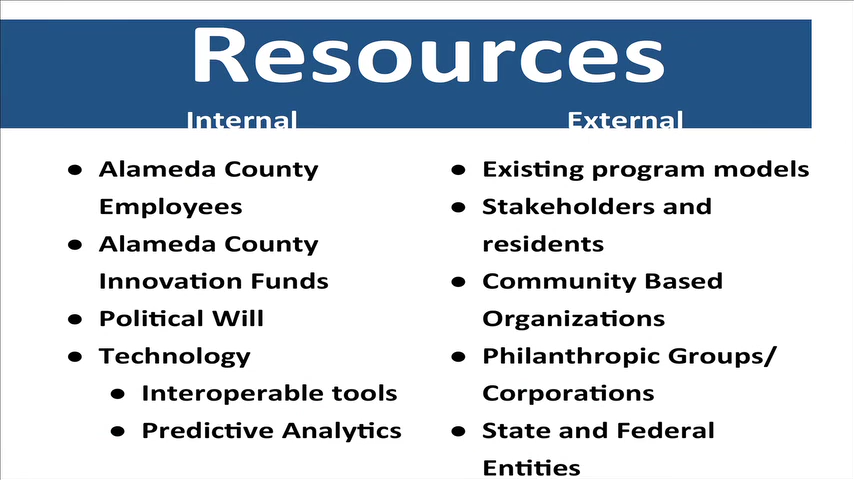 Resources
Internal
External
● Alameda County
Employees
● Alameda County
Innovation Funds
● Political Will
● Technology
● Interoperable tools
● Predictive Analytics
● Existing program models
● Stakeholders and
residents
● Community Based
Organizations
● Philanthropic Groups/
Corporations
● State and Federal
Entities